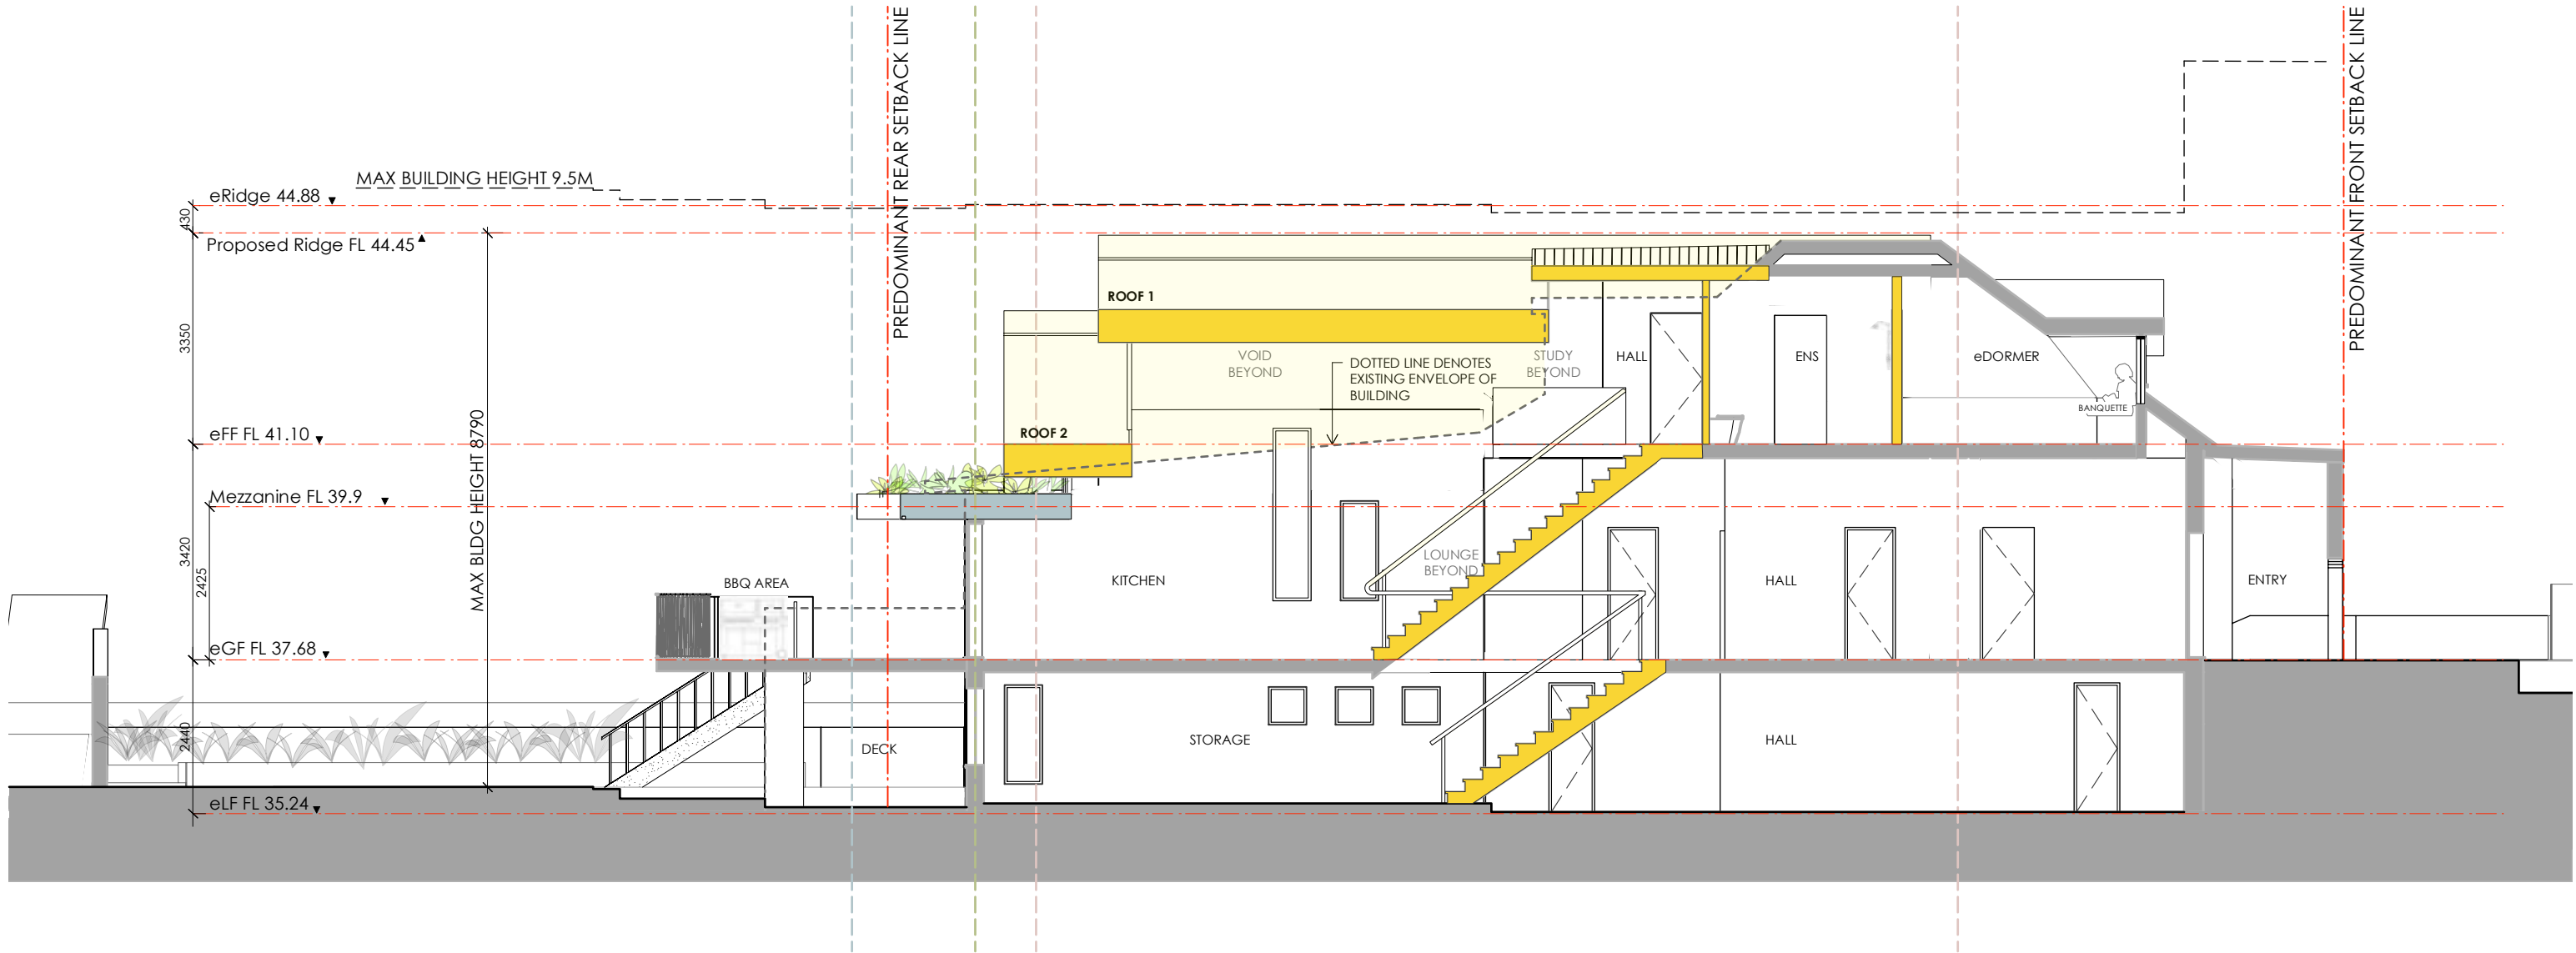 PREDOMINANT REAR SETBACK LINE
PREDOMINANT FRONT SETBACK LINE
MAX BUILDING HEIGHT 9.5M
eRidge 44.88
430
Proposed Ridge FL 44.45
ROOF 1
3350
VOID
BEYOND
DOTTED LINE DENOTES
EXISTING ENVELOPE OF
BUILDING
STUDY
BEYOND
HALL
ENS
eDORMER
BANQUETTE
eFF FL 41.10
ROOF 2
MAX BLDG HEIGHT 8790
Mezzanine FL 39.9
3420
2425
BBQ AREA
KITCHEN
LOUNGE
BEYOND
HALL
ENTRY
eGF FL 37.68
2440
DECK
STORAGE
HALL
eLF FL 35.24